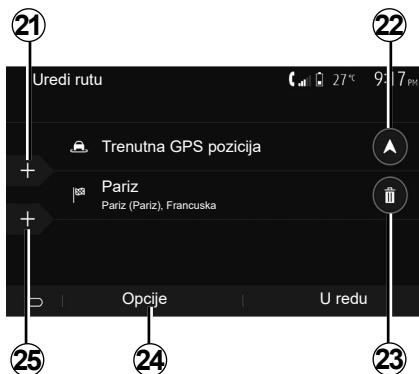 21
22
Uredi rutu
27°C
9:17 PM
Trenutna GPS pozicija
+
Pariz
Pariz (Pariz), Francuska
+
Opcije
U redu
25
24
23